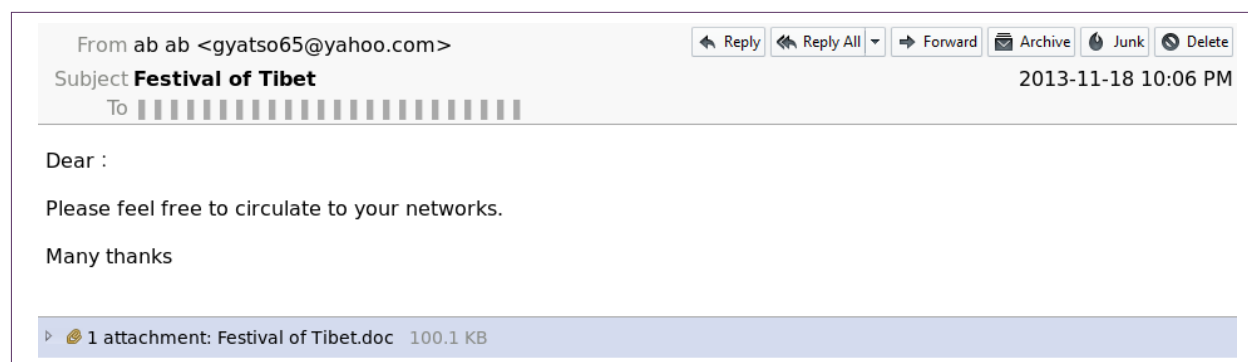 From ab ab <gyatso65@yahoo.com> Reply Reply All Forward Archive Junk Delete
Subject Festival of Tibet 2013-11-18 10:06 PM
To
Dear :
Please feel free to circulate to your networks.
Many thanks
1 attachment: Festival of Tibet.doc 100.1 KB